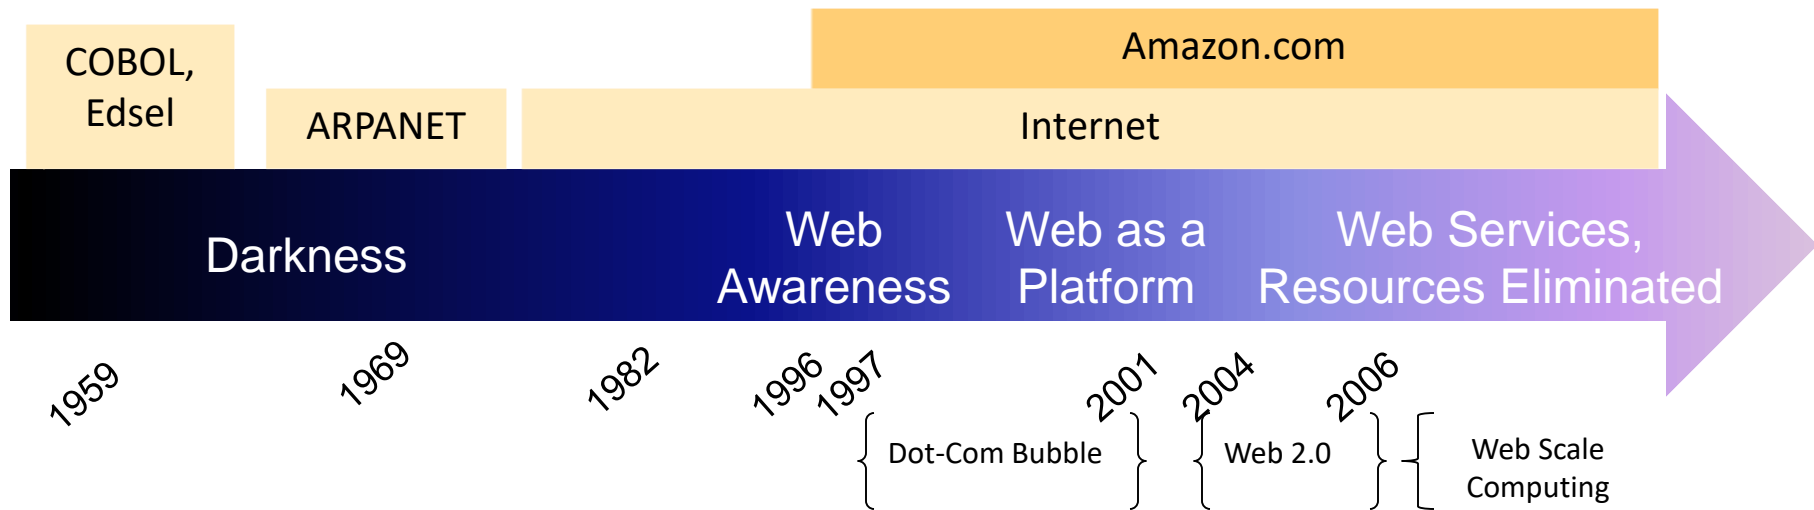 Amazon.com
COBOL,
Edsel
ARPANET
Internet
Darkness
Web
Awareness
Web as a
Platform
Web Services,
Resources Eliminated
1959
1969
1982
1996
1997
2001
2004
2006
Dot-Com Bubble
Web 2.0
Web Scale
Computing